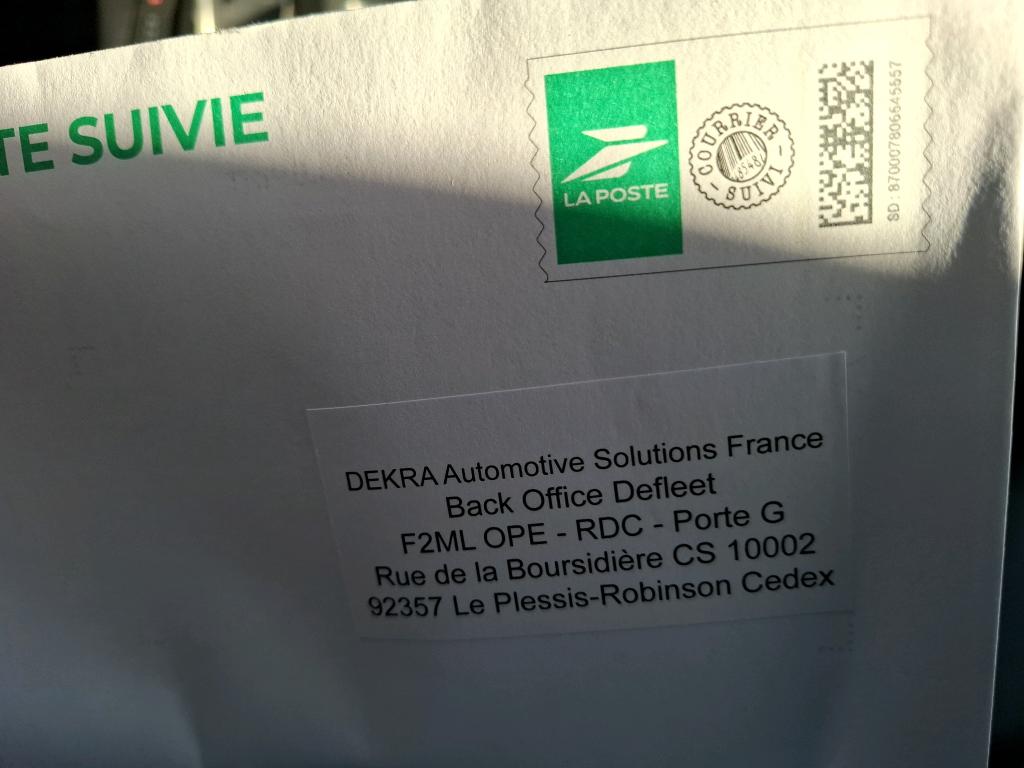 TE SUIVIE
LA POSTE
COURRIER
SUIVI
SD : 870007806645557
DEKRA Automotive Solutions France
Back Office Defleet
F2ML OPE - RDC - Porte G
Rue de la Boursidière CS 10002
92357 Le Plessis-Robinson Cedex